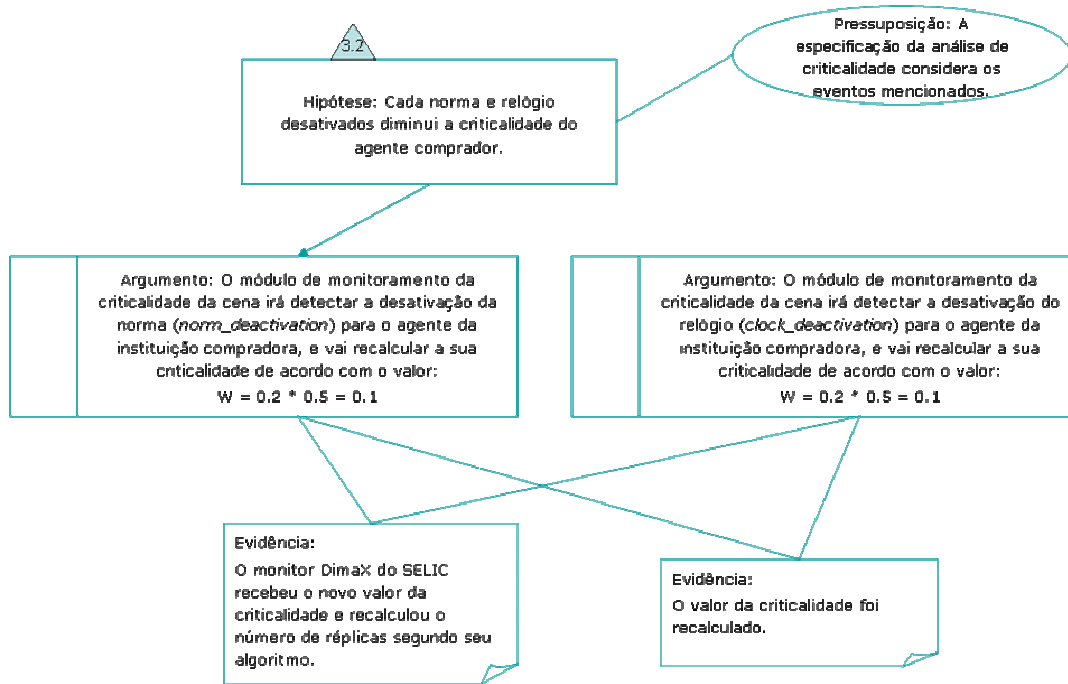 3.2
Pressuposição: A
especificação da análise de
criticalidade considera os
eventos mencionados.
Hipótese: Cada norma e relógio
desativados diminui a criticalidade do
agente comprador.
Argumento: O módulo de monitoramento da
criticalidade da cena irá detectar a desativação da
norma (norm_deactivation) para o agente da
instituição compradora, e vai recalcular a sua
criticalidade de acordo com o valor:
W = 0.2 * 0.5 = 0.1
Argumento: O módulo de monitoramento da
criticalidade da cena irá detectar a desativação do
relógio (clock_deactivation) para o agente da
instituição compradora, e vai recalcular a sua
criticalidade de acordo com o valor:
W = 0.2 * 0.5 = 0.1
Evidência:
O monitor DimaX do SELIC
recebeu o novo valor da
criticalidade e recalculou o
número de réplicas segundo seu
algoritmo.
Evidência:
O valor da criticalidade foi
recalculado.